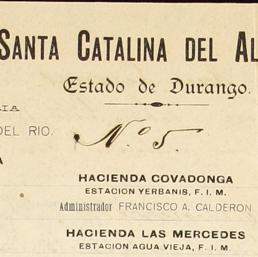 SANTA CATALINA DEL AL
Estado de Durango.
DEL RIO.
Nº 5.
HACIENDA COVADONGA
ESTACION YERBANIS, F. I. M.
Administrador FRANCISCO A. CALDERON
HACIENDA LAS MERCEDES
ESTACION AGUA VIEJA, F. I. M.